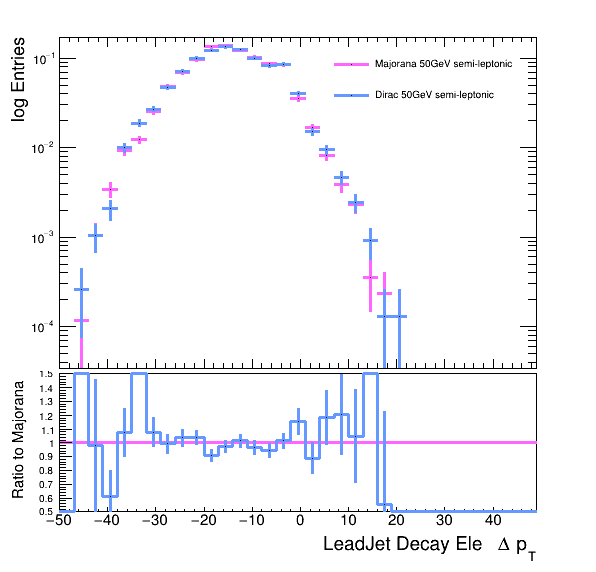 log Entries
10⁻¹
10⁻²
10⁻³
10⁻⁴
Majorana 50GeV semi-leptonic
Dirac 50GeV semi-leptonic
Ratio to Majorana
1.5
1.4
1.3
1.2
1.1
1
0.9
0.8
0.7
0.6
0.5
−50 −40 −30 −20 −10 0 10 20 30 40
LeadJet Decay Ele Δ p_T